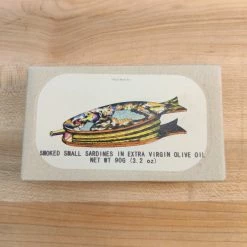 SMOKED SMALL SARDINES IN EXTRA VIRGIN OLIVE OIL
NET WT 90G (3.2 oz)